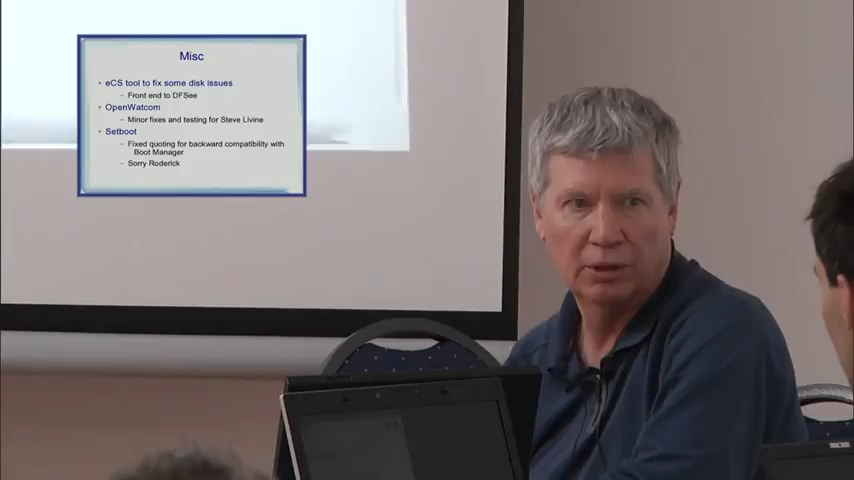 Misc
eCS tool to fix some disk issues
Front end to DFSee
OpenWatcom
Minor fixes and testing for Steve Livine
Setboot
Fixed quoting for backward compatibility with
Boot Manager
Sorry Roderick